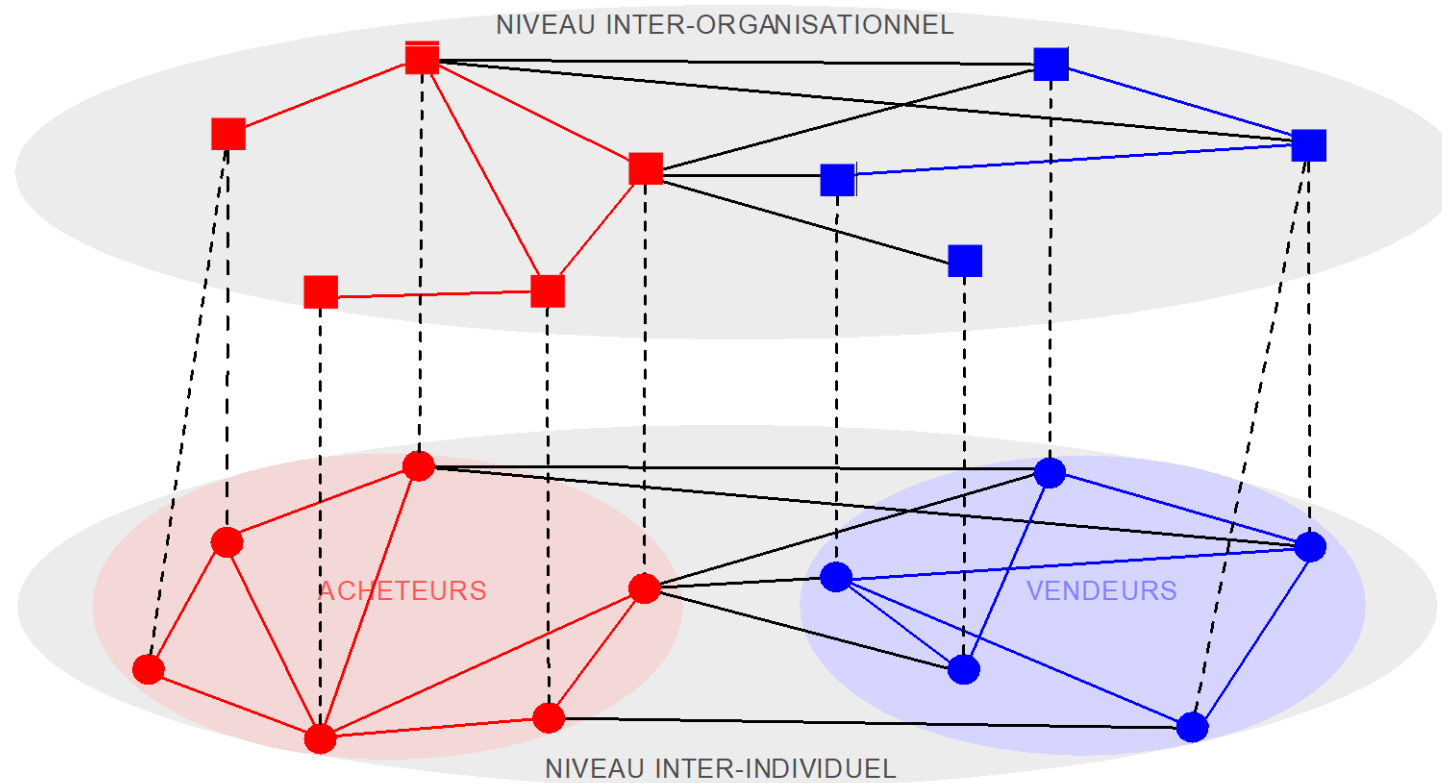 NIVEAU INTER-ORGANISATIONNEL
ACHETEURS
VENDEURS
NIVEAU INTER-INDIVIDUEL